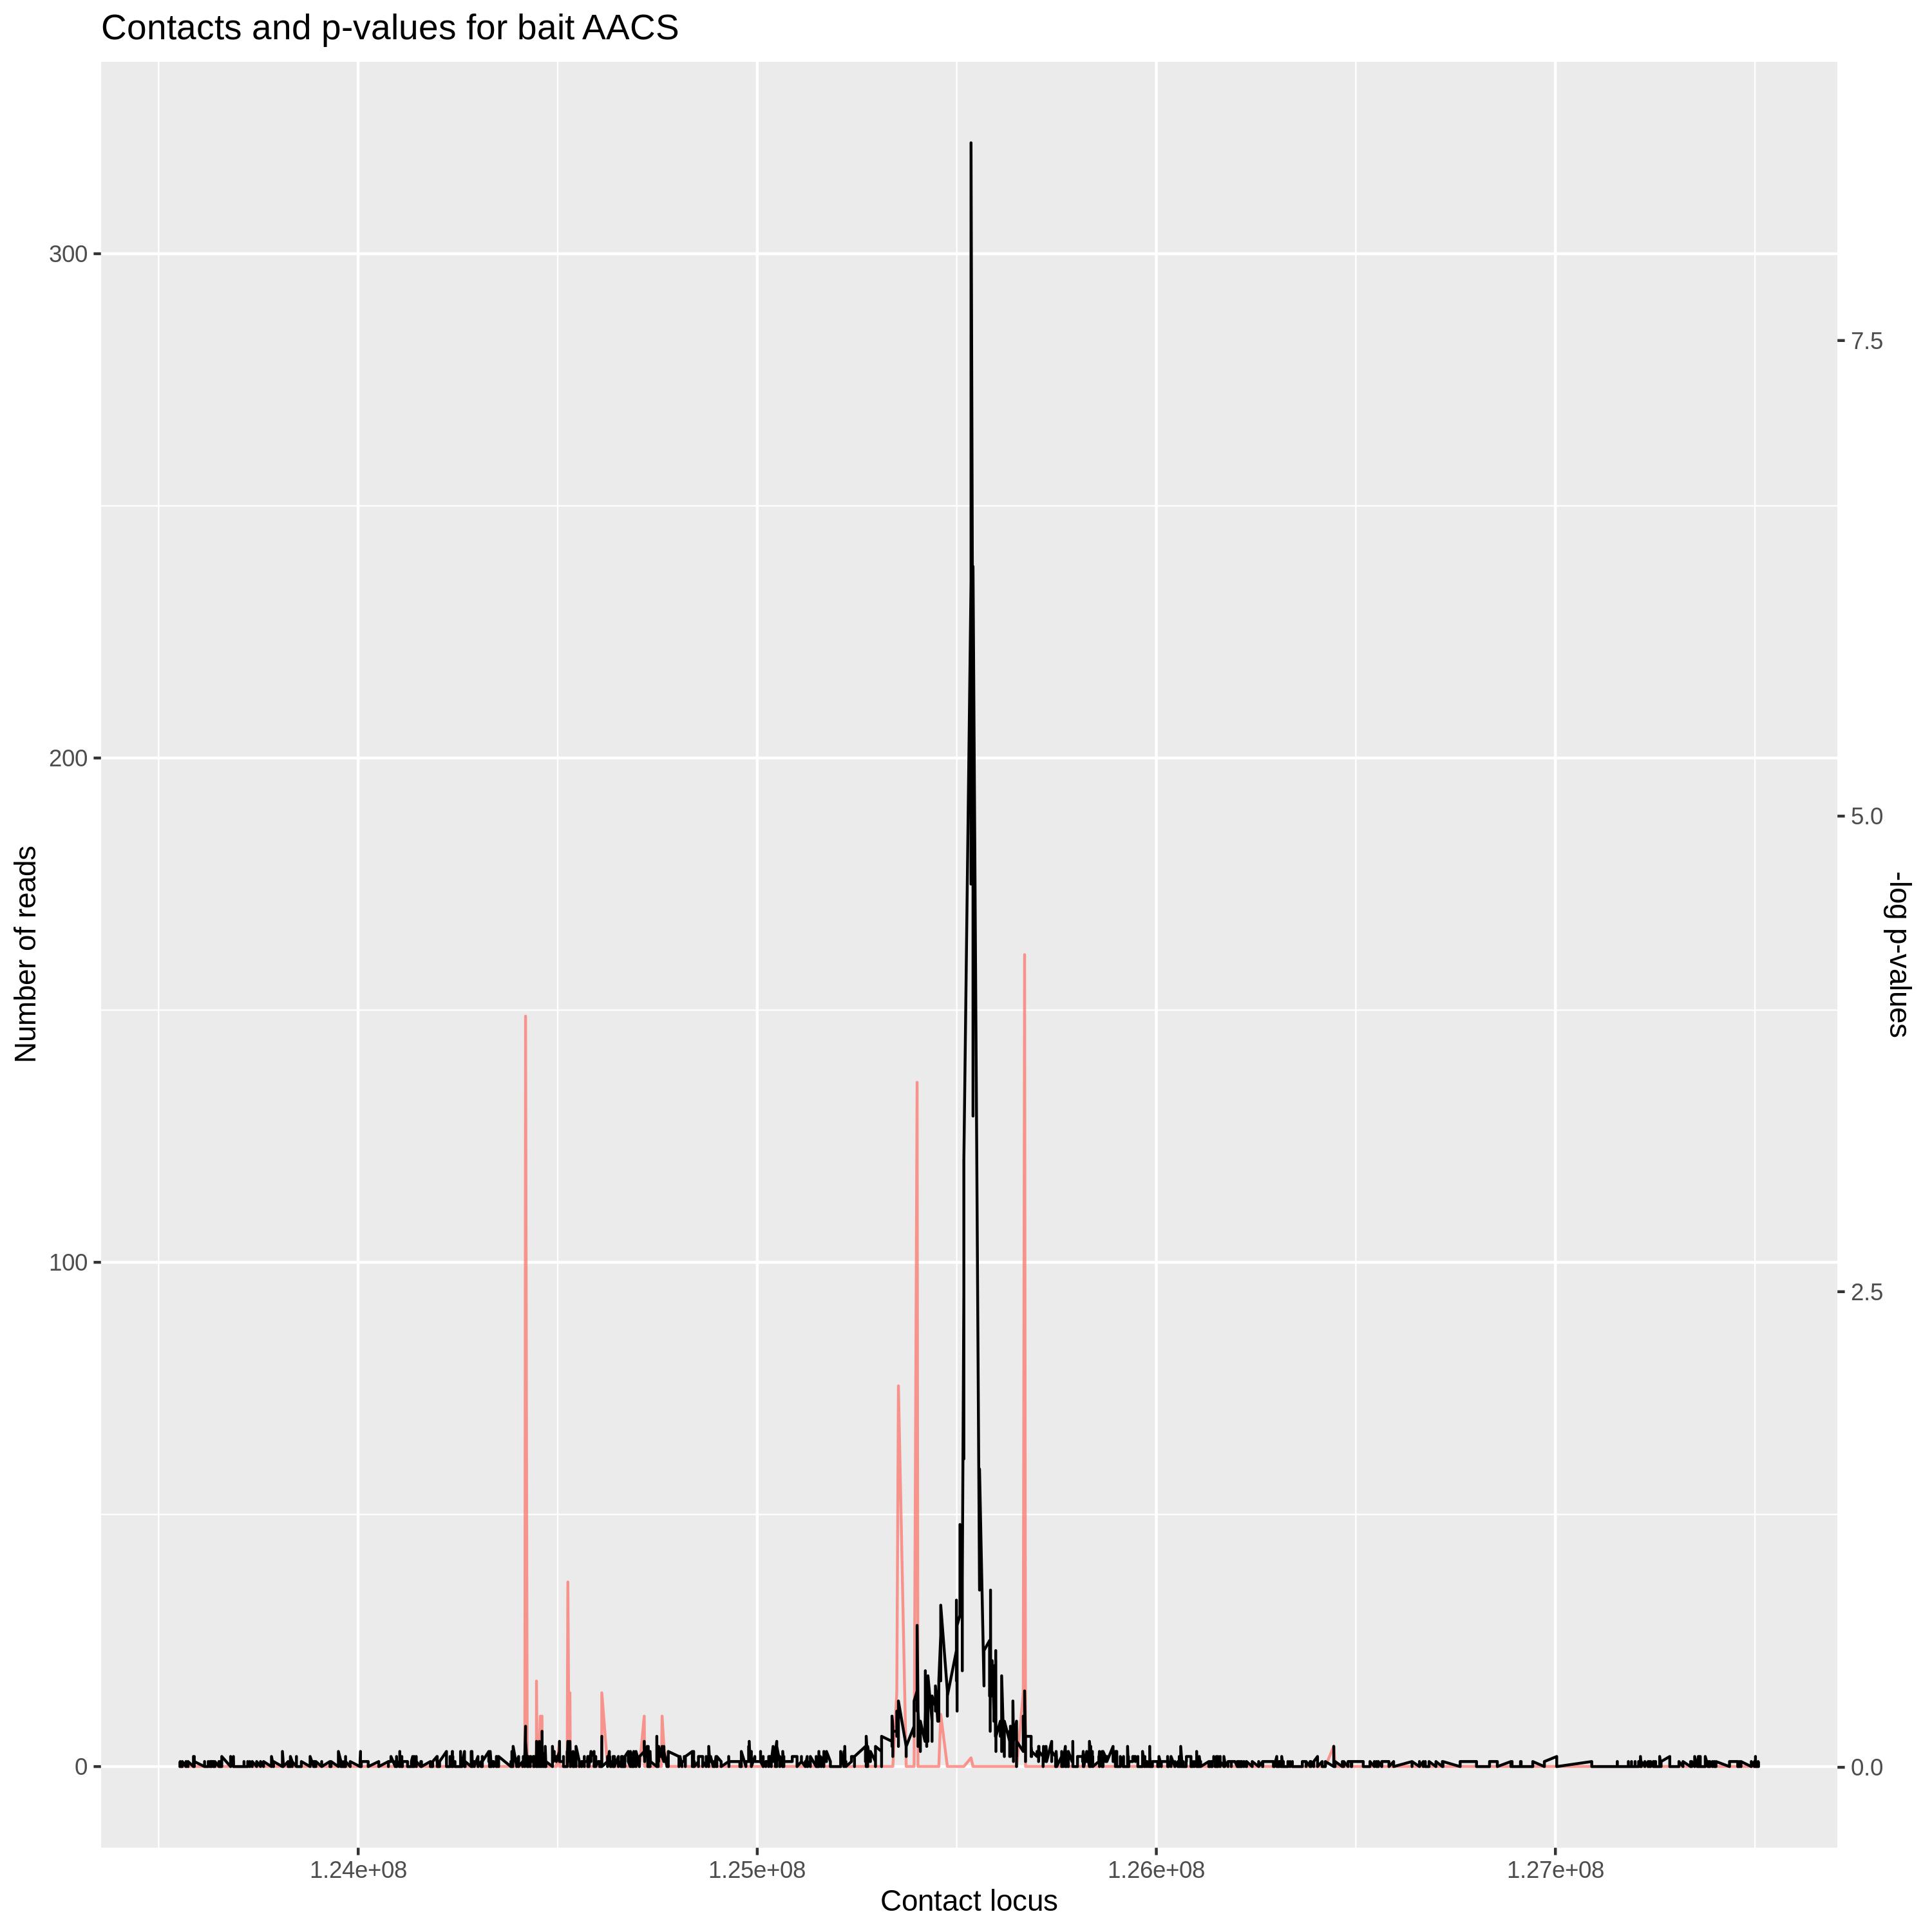 Contacts and p-values for bait AACS
300
200
100
0
7.5
5.0
2.5
0.0
Number of reads
-log p-values
1.24e+08 1.25e+08 1.26e+08 1.27e+08
Contact locus